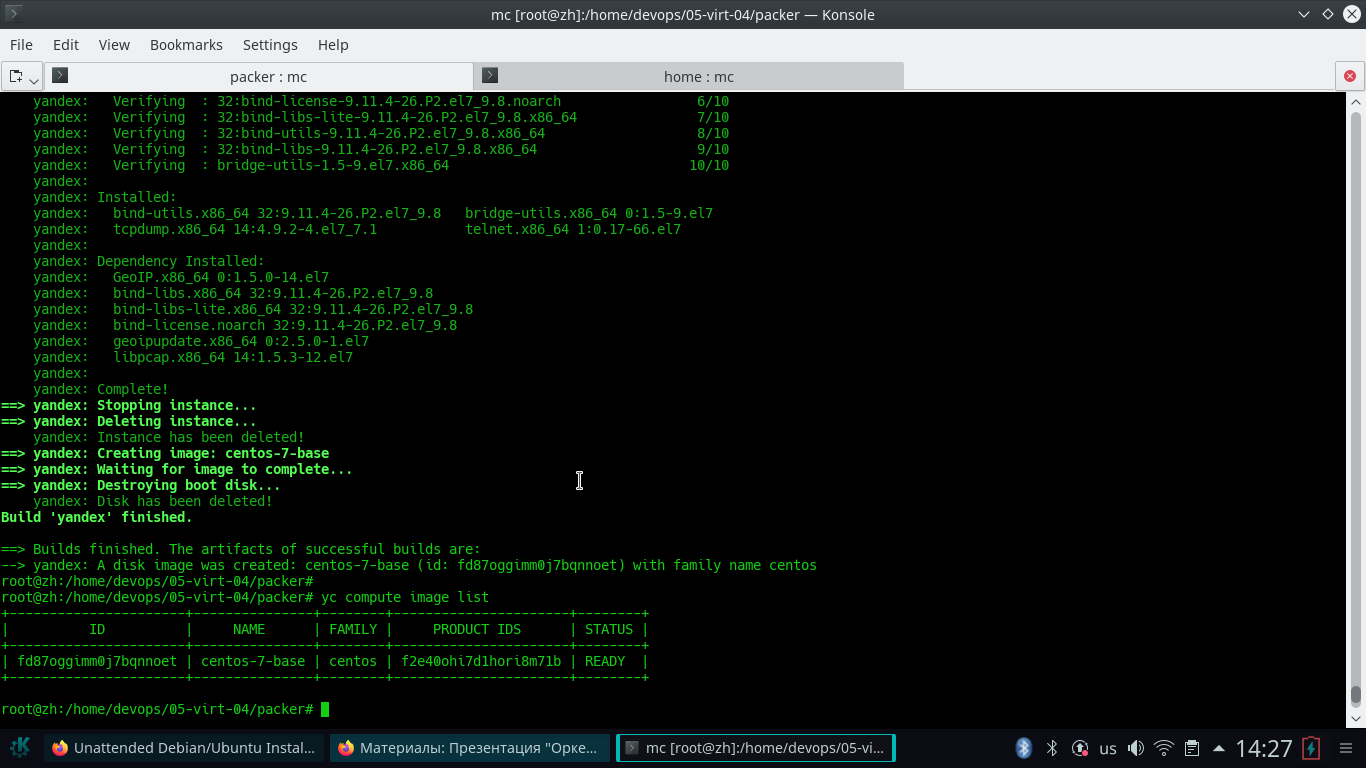 mc [root@zh]:/home/devops/05-virt-04/packer — Konsole
File Edit View Bookmarks Settings Help
packer : mc home : mc
yandex:   Verifying  : 32:bind-license-9.11.4-26.P2.el7_9.8.noarch                 6/10
yandex:   Verifying  : 32:bind-libs-lite-9.11.4-26.P2.el7_9.8.x86_64               7/10
yandex:   Verifying  : 32:bind-utils-9.11.4-26.P2.el7_9.8.x86_64                   8/10
yandex:   Verifying  : 32:bind-libs-9.11.4-26.P2.el7_9.8.x86_64                    9/10
yandex:   Verifying  : bridge-utils-1.5-9.el7.x86_64                              10/10
yandex:
yandex: Installed:
yandex:   bind-utils.x86_64 32:9.11.4-26.P2.el7_9.8   bridge-utils.x86_64 0:1.5-9.el7
yandex:   tcpdump.x86_64 14:4.9.2-4.el7_7.1           telnet.x86_64 1:0.17-66.el7
yandex:
yandex: Dependency Installed:
yandex:   GeoIP.x86_64 0:1.5.0-14.el7
yandex:   bind-libs.x86_64 32:9.11.4-26.P2.el7_9.8
yandex:   bind-libs-lite.x86_64 32:9.11.4-26.P2.el7_9.8
yandex:   bind-license.noarch 32:9.11.4-26.P2.el7_9.8
yandex:   geoipupdate.x86_64 0:2.5.0-1.el7
yandex:   libpcap.x86_64 14:1.5.3-12.el7
yandex:
yandex: Complete!
==> yandex: Stopping instance...
==> yandex: Deleting instance...
yandex: Instance has been deleted!
==> yandex: Creating image: centos-7-base
==> yandex: Waiting for image to complete...
==> yandex: Destroying boot disk...
yandex: Disk has been deleted!
Build 'yandex' finished.
==> Builds finished. The artifacts of successful builds are:
--> yandex: A disk image was created: centos-7-base (id: fd87oggimm0j7bqnnoet) with family name centos
root@zh:/home/devops/05-virt-04/packer#
root@zh:/home/devops/05-virt-04/packer# yc compute image list
+----------------------+---------------+--------+----------------------+--------+
|          ID          |     NAME      | FAMILY |     PRODUCT IDS      | STATUS |
+----------------------+---------------+--------+----------------------+--------+
| fd87oggimm0j7bqnnoet | centos-7-base | centos | f2e40ohi7d1hori8m71b | READY  |
+----------------------+---------------+--------+----------------------+--------+
root@zh:/home/devops/05-virt-04/packer#
Unattended Debian/Ubuntu Instal... Материалы: Презентация "Орке... mc [root@zh]:/home/devops/05-vi... us 14:27